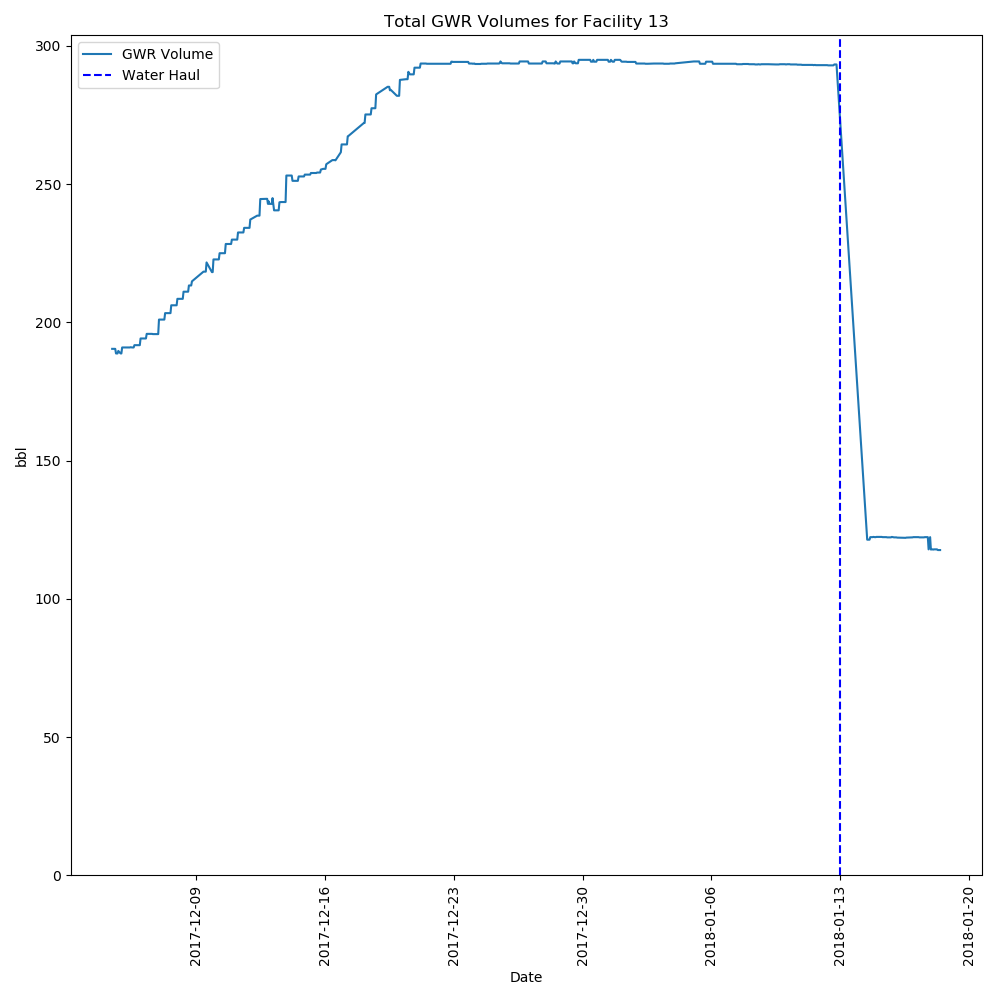 Total GWR Volumes for Facility 13
GWR Volume
Water Haul
300
250
200
150
100
50
0
bbl
2017-12-09
2017-12-16
2017-12-23
2017-12-30
2018-01-06
2018-01-13
2018-01-20
Date